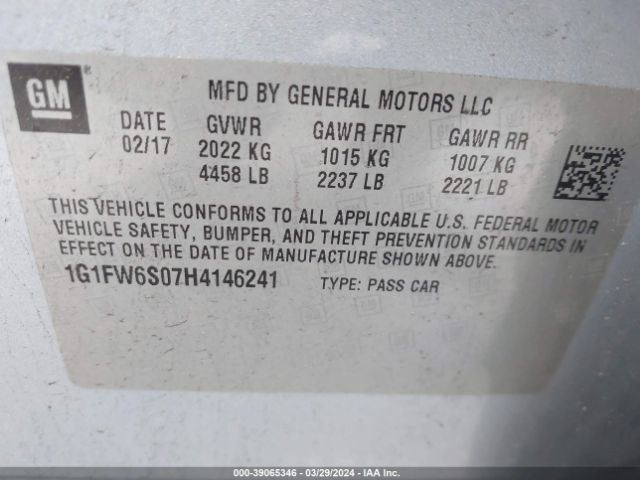 GM
®
MFD BY GENERAL MOTORS LLC
DATE GVWR GAWR FRT GAWR RR
02/17 2022 KG 1015 KG 1007 KG
4458 LB 2237 LB 2221 LB
THIS VEHICLE CONFORMS TO ALL APPLICABLE U.S. FEDERAL MOTOR
VEHICLE SAFETY, BUMPER, AND THEFT PREVENTION STANDARDS IN
EFFECT ON THE DATE OF MANUFACTURE SHOWN ABOVE.
1G1FW6S07H4146241 TYPE: PASS CAR
000-39065346 | 03/29/2024 - IAAI.COM